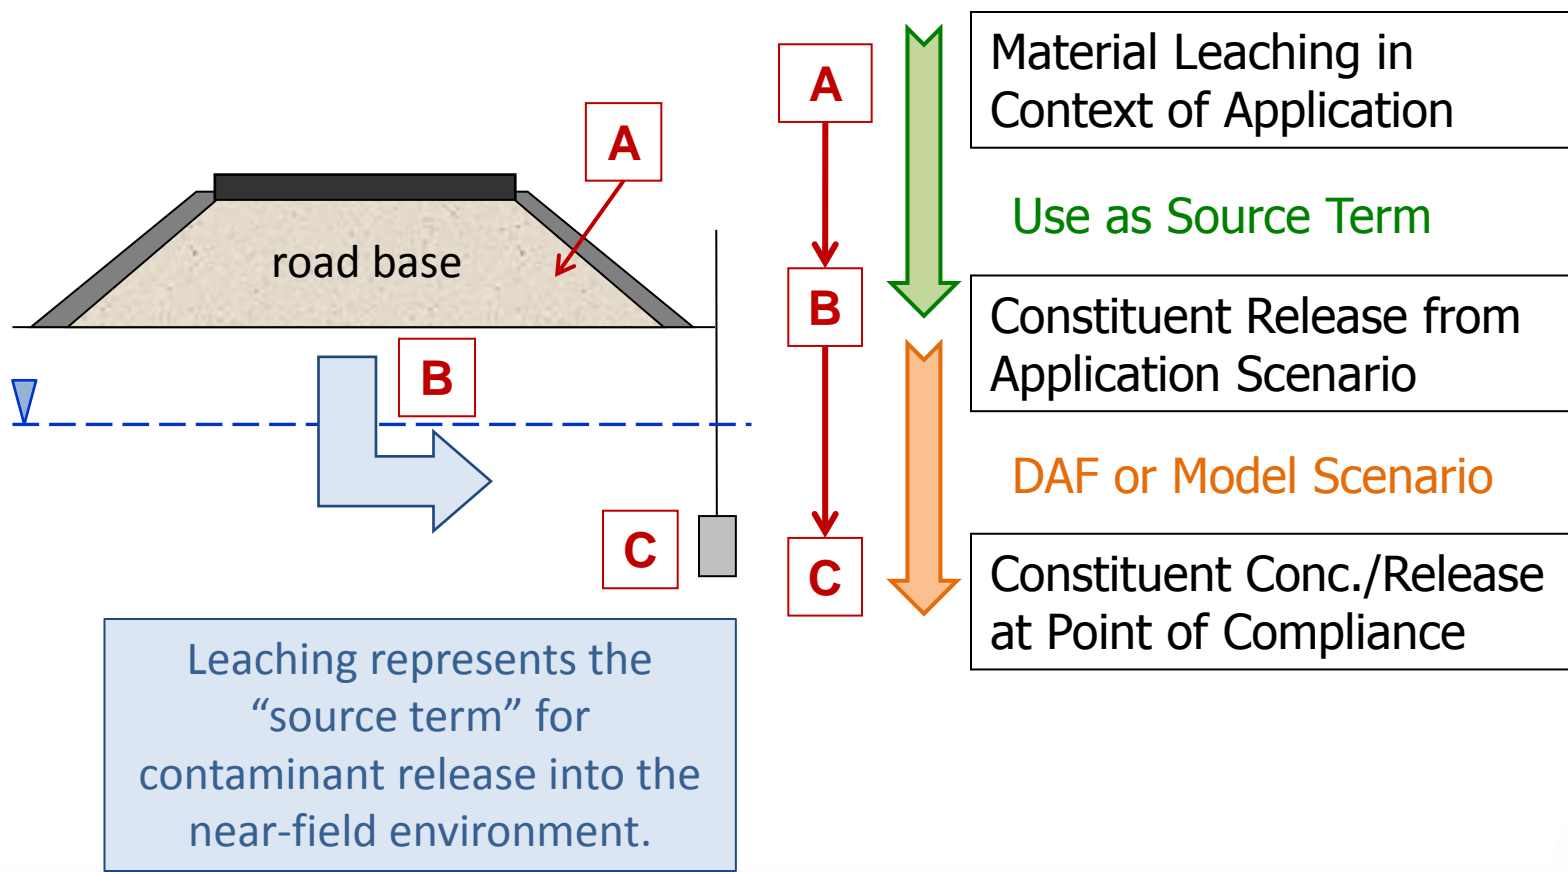 A
road base
B
C
Leaching represents the
“source term” for
contaminant release into the
near-field environment.
A
B
C
Material Leaching in
Context of Application
Use as Source Term
Constituent Release from
Application Scenario
DAF or Model Scenario
Constituent Conc./Release
at Point of Compliance